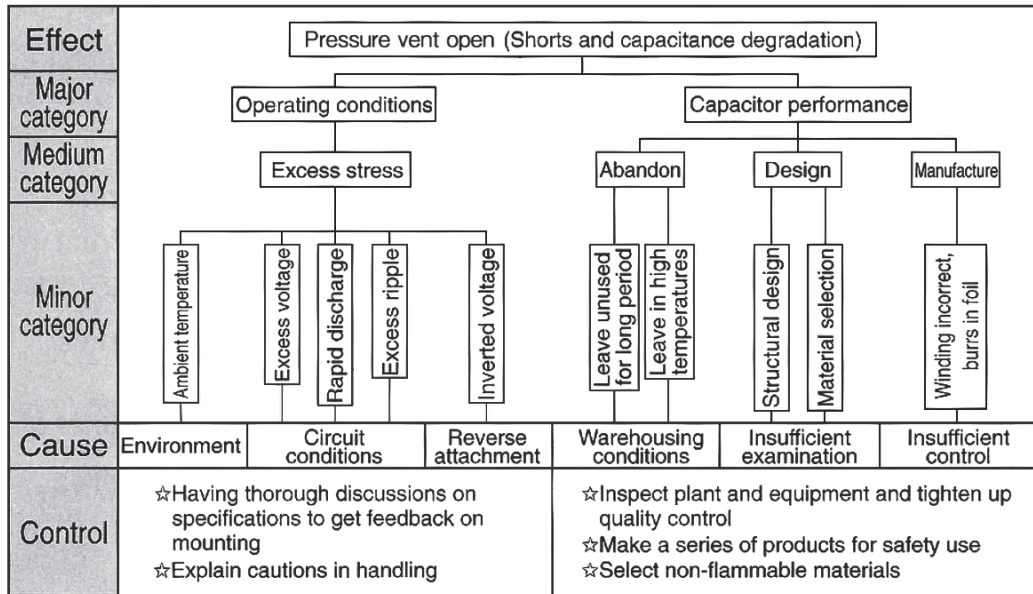 Effect
Pressure vent open (Shorts and capacitance degradation)
Major
category
Operating conditions
Capacitor performance
Medium
category
Excess stress
Abandon
Design
Manufacture
Minor
category
Ambient temperature
Excess voltage
Rapid discharge
Excess ripple
Inverted voltage
Leave unused
for long period
Leave in high
temperatures
Structural design
Material selection
Winding incorrect,
burrs in foil
Cause
Environment
Circuit
conditions
Reverse
attachment
Warehousing
conditions
Insufficient
examination
Insufficient
control
Control
☆Having thorough discussions on
specifications to get feedback on
mounting
☆Explain cautions in handling
☆Inspect plant and equipment and tighten up
quality control
☆Make a series of products for safety use
☆Select non-flammable materials